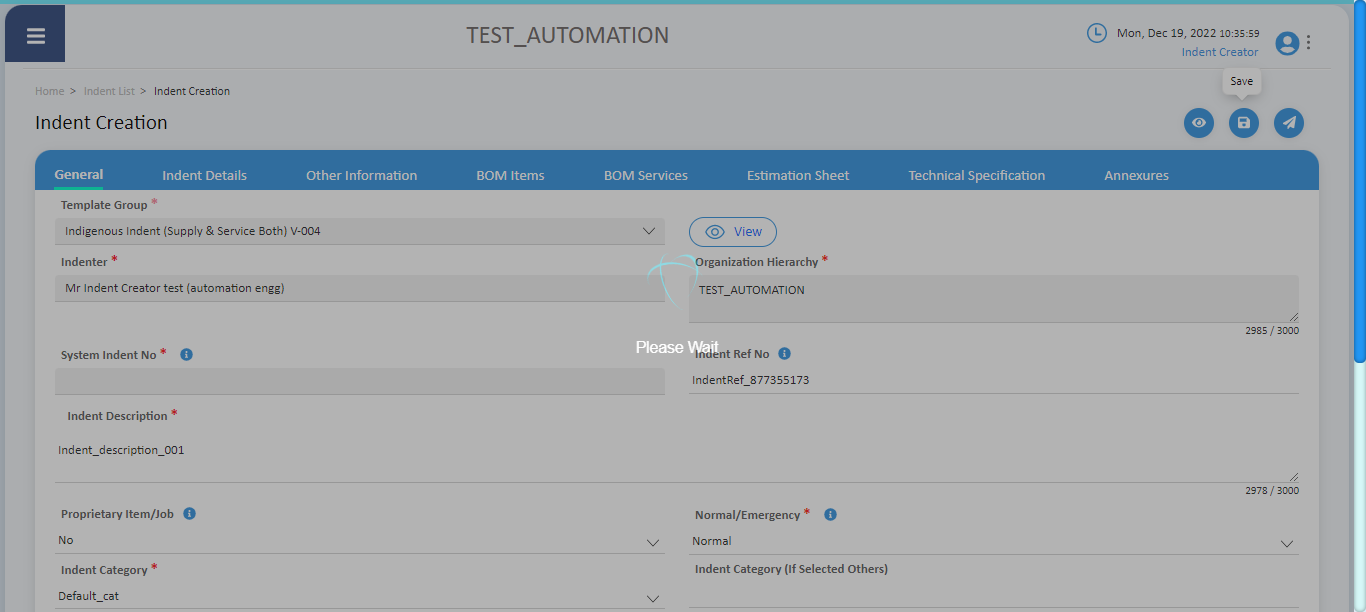 TEST_AUTOMATION
Mon, Dec 19, 2022 10:35:59
Indent Creator
Home > Indent List > Indent Creation
Save
Indent Creation
General Indent Details Other Information BOM Items BOM Services Estimation Sheet Technical Specification Annexures
Template Group *
Indigenous Indent (Supply & Service Both) V-004
View
Indenter *
Organization Hierarchy *
Mr Indent Creator test (automation engg)
TEST_AUTOMATION
2985 / 3000
Please Wait
System Indent No *
Indent Ref No
IndentRef_877355173
Indent Description *
Indent_description_001
2978 / 3000
Proprietary Item/Job
Normal/Emergency *
No
Normal
Indent Category *
Indent Category (If Selected Others)
Default_cat